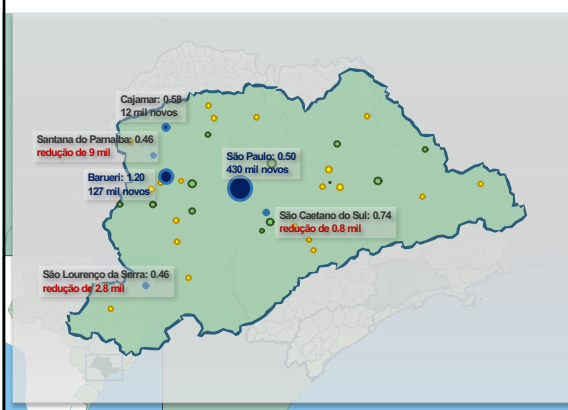 Cajamar: 0.58
12 mil novos
Santana do Parnaíba: 0.46
redução de 9 mil
São Paulo: 0.50
430 mil novos
Barueri: 1.20
127 mil novos
São Caetano do Sul: 0.74
redução de 0.8 mil
São Lourenço da Serra: 0.46
redução de 2.8 mil